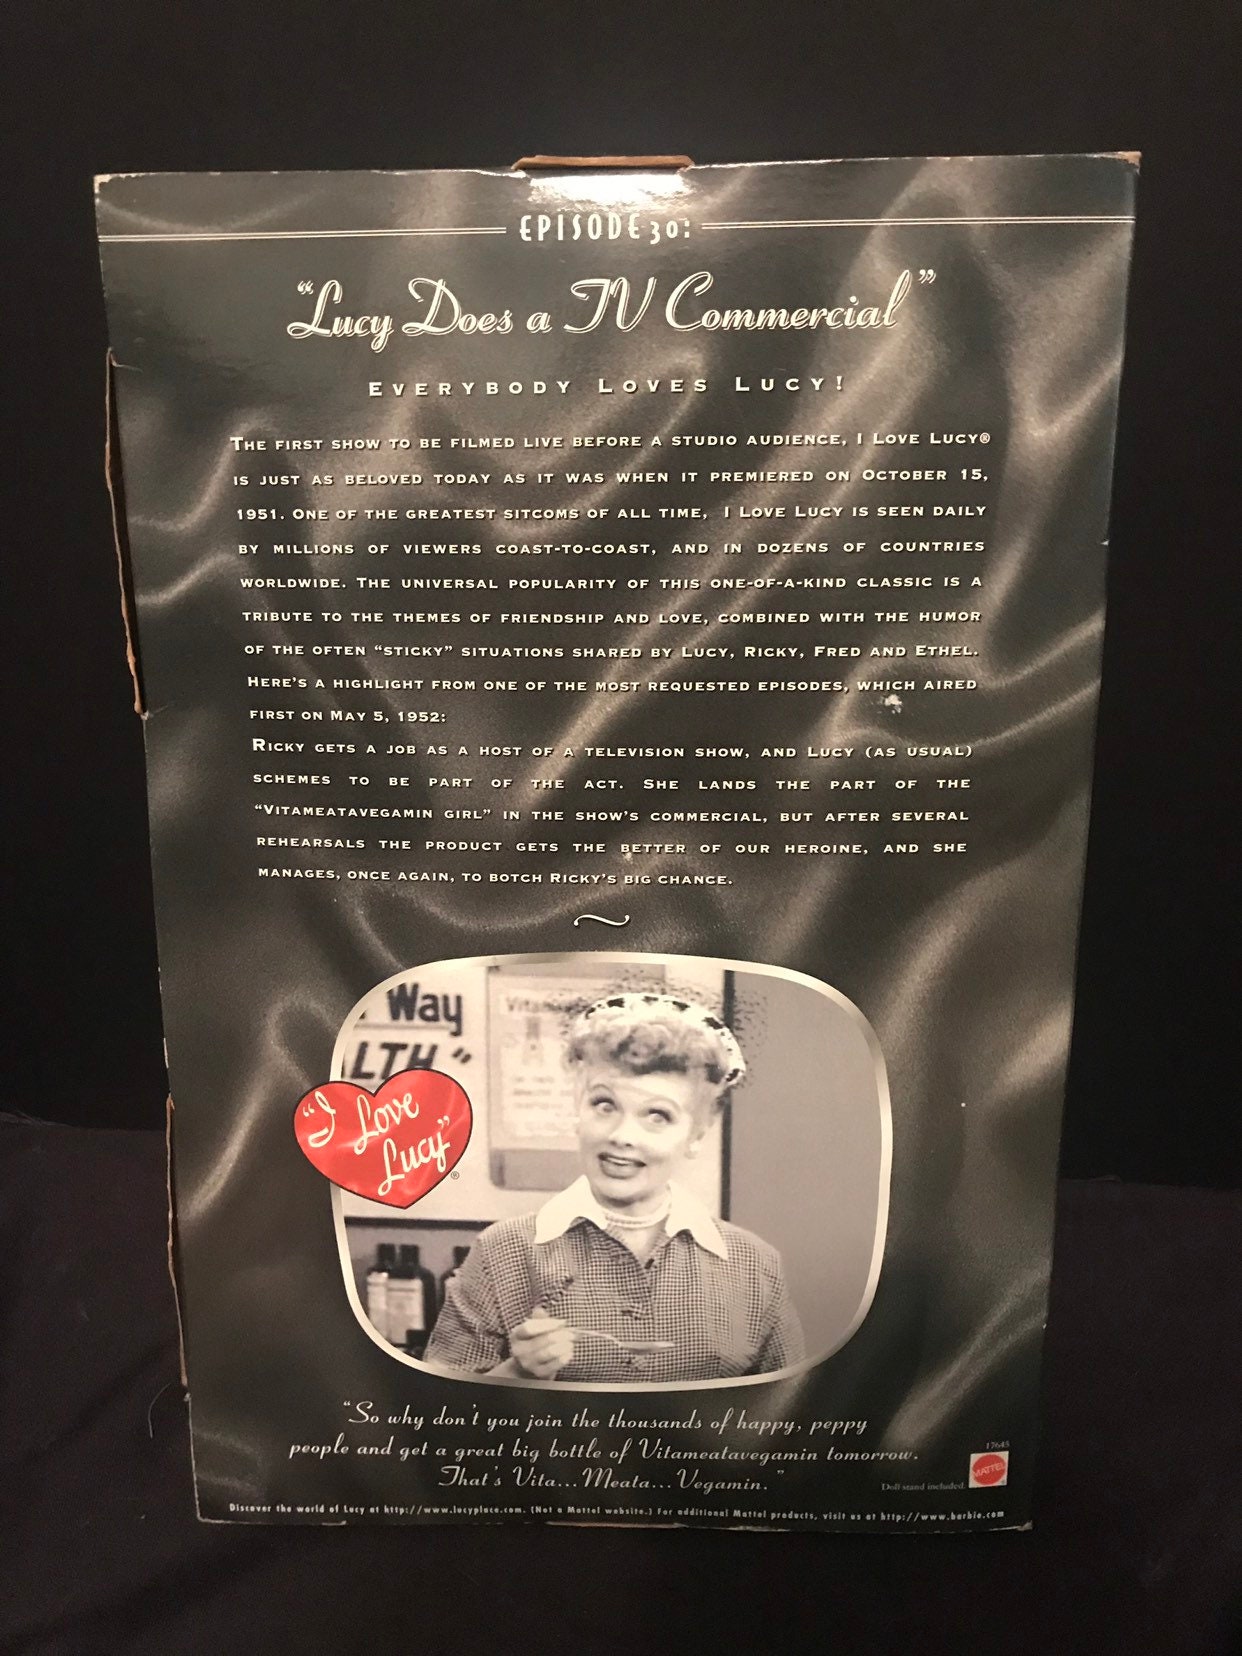 EPISODE 30:
"Lucy Does a TV Commercial"
EVERYBODY LOVES LUCY!
THE FIRST SHOW TO BE FILMED LIVE BEFORE A STUDIO AUDIENCE, I LOVE LUCY®
IS JUST AS BELOVED TODAY AS IT WAS WHEN IT PREMIERED ON OCTOBER 15,
1951. ONE OF THE GREATEST SITCOMS OF ALL TIME, I LOVE LUCY IS SEEN DAILY
BY MILLIONS OF VIEWERS COAST-TO-COAST, AND IN DOZENS OF COUNTRIES
WORLDWIDE. THE UNIVERSAL POPULARITY OF THIS ONE-OF-A-KIND CLASSIC IS A
TRIBUTE TO THE THEMES OF FRIENDSHIP AND LOVE, COMBINED WITH THE HUMOR
OF THE OFTEN "STICKY" SITUATIONS SHARED BY LUCY, RICKY, FRED AND ETHEL.
HERE'S A HIGHLIGHT FROM ONE OF THE MOST REQUESTED EPISODES, WHICH AIRED
FIRST ON MAY 5, 1952:
RICKY GETS A JOB AS A HOST OF A TELEVISION SHOW, AND LUCY (AS USUAL)
SCHEMES TO BE PART OF THE ACT. SHE LANDS THE PART OF THE
"VITAMEATAVEGAMIN GIRL" IN THE SHOW'S COMMERCIAL, BUT AFTER SEVERAL
REHEARSALS THE PRODUCT GETS THE BETTER OF OUR HEROINE, AND SHE
MANAGES, ONCE AGAIN, TO BOTCH RICKY'S BIG CHANCE.
Way
LTH"
"I Love Lucy"®
"So why don't you join the thousands of happy, peppy
people and get a great big bottle of Vitameatavegamin tomorrow.
That's Vita...Meata...Vegamin."
17645
MATTEL
Doll stand included.
Discover the world of Lucy at http://www.lucyplace.com. (Not a Mattel website.) For additional Mattel products, visit us at http://www.barbie.com